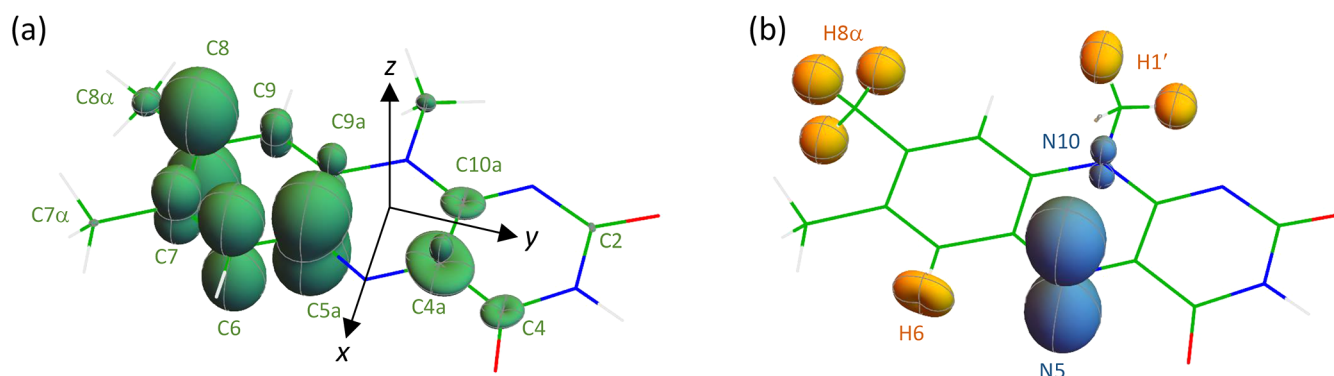 (a)
C8
C8α
C9
C9a
z
C10a
C7α
y
C2
C7
C6
C5a
x
C4a
C4
(b)
H8α
H1′
N10
H6
N5